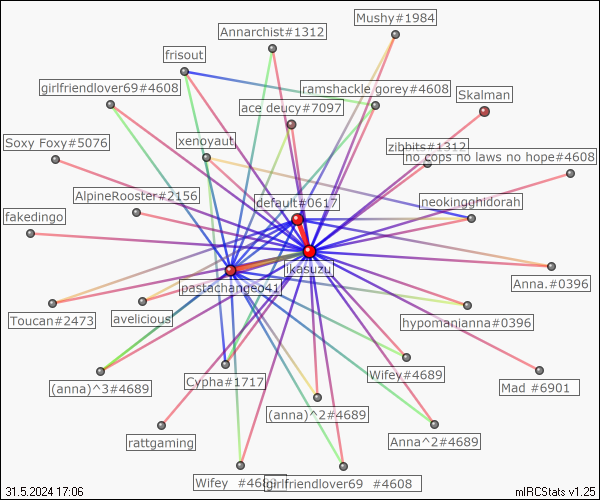 Mushy#1984
Annarchist#1312
frisout
girlfriendlover69#4608
ramshackle gorey#4608
Skalman
ace deucy#7097
Soxy Foxy#5076
xenoyaut
zibbits#1312
no cops no laws no hope#4608
AlpineRooster#2156
default#0617
neokingghidorah
fakedingo
ikasuzu
Anna.#0396
pastachangeo41
Toucan#2473
avelicious
hypomanianna#0396
(anna)^3#4689
Cypha#1717
Wifey#4689
Mad #6901
(anna)^2#4689
rattgaming
Anna^2#4689
Wifey #4689
girlfriendlover69 #4608
31.5.2024 17:06
mIRCStats v1.25